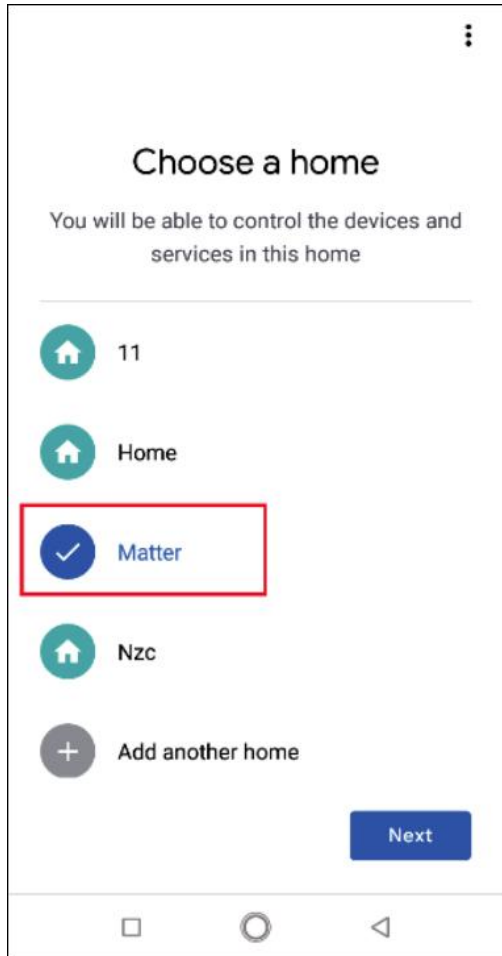 Choose a home
You will be able to control the devices and
services in this home
11
Home
Matter
Nzc
Add another home
Next